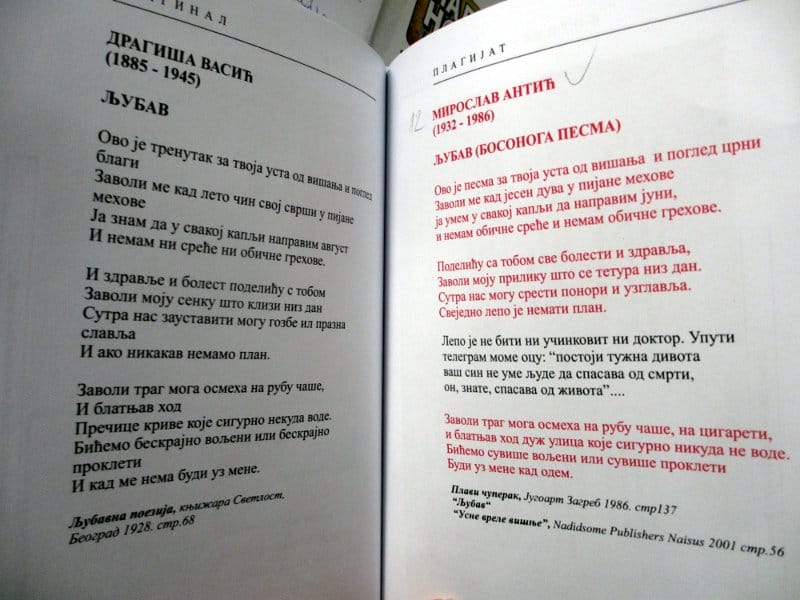 ГИНАЛ
ДРАГИША ВАСИЋ
(1885 - 1945)
ЉУБАВ
Ово је тренутак за твоја уста од вишања и поглед
благи
Заволи ме кад лето чин свој сврши у пијане
мехове
Ја знам да у свакој капљи направим август
И немам ни среће ни обичне грехове.
И здравље и болест поделићу с тобом
Заволи моју сенку што клизи низ дан
Сутра нас зауставити могу гозбе ил празна
славља
И ако никакав немамо план.
Заволи траг мога осмеха на рубу чаше,
И блатњав ход
Пречице криве које сигурно некуда воде.
Бићемо бескрајно вољени или бескрајно
проклети
И кад ме нема буди уз мене.
Љубавна поезија, књижара Светлост,
Београд 1928. стр.68
ПЛАГИЈАТ
12
МИРОСЛАВ АНТИЋ
(1932 - 1986)
ЉУБАВ (БОСОНОГА ПЕСМА)
Ово је песма за твоја уста од вишања и поглед црни
Заволи ме кад јесен дува у пијане мехове
ја умем у свакој капљи да направим јуни,
и немам обичне среће и немам обичне грехове.
Поделићу са тобом све болести и здравља,
Заволи моју прилику што се тетура низ дан.
Сутра нас могу срести понори и узглавља.
Свеједно лепо је немати план.
Лепо је не бити ни учинковит ни доктор. Упути
телеграм моме оцу: “постоји тужна дивота
ваш син не уме људе да спасава од смрти,
он, знате, спасава од живота”....
Заволи траг мога осмеха на рубу чаше, на цигарети,
и блатњав ход дуж улица које сигурно никуда не воде.
Бићемо сувише вољени или сувише проклети
Буди уз мене кад одем.
Плави чуперак, Југоарт Загреб 1986. стр137
“Љубав“
“Усне вреле вишње”, Nadidsome Publishers Naisus 2001 стр.56